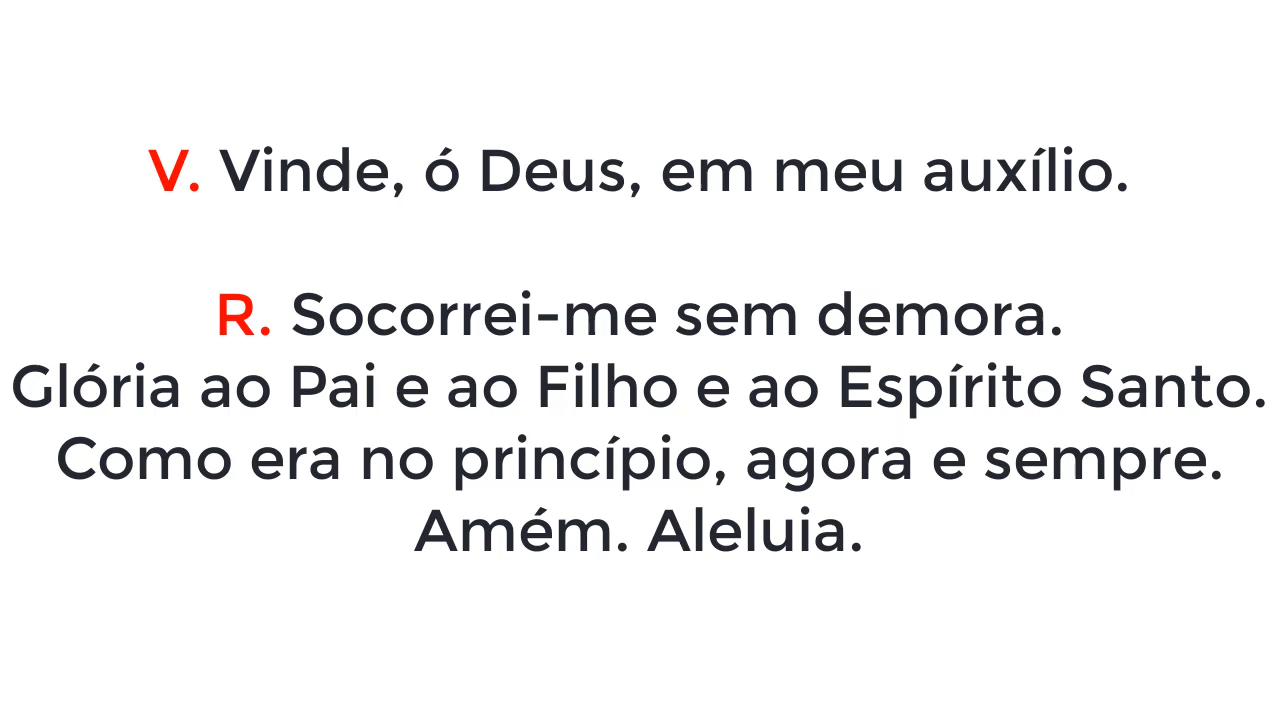 V. Vinde, ó Deus, em meu auxílio.
R. Socorrei-me sem demora.
Glória ao Pai e ao Filho e ao Espírito Santo.
Como era no princípio, agora e sempre.
Amém. Aleluia.